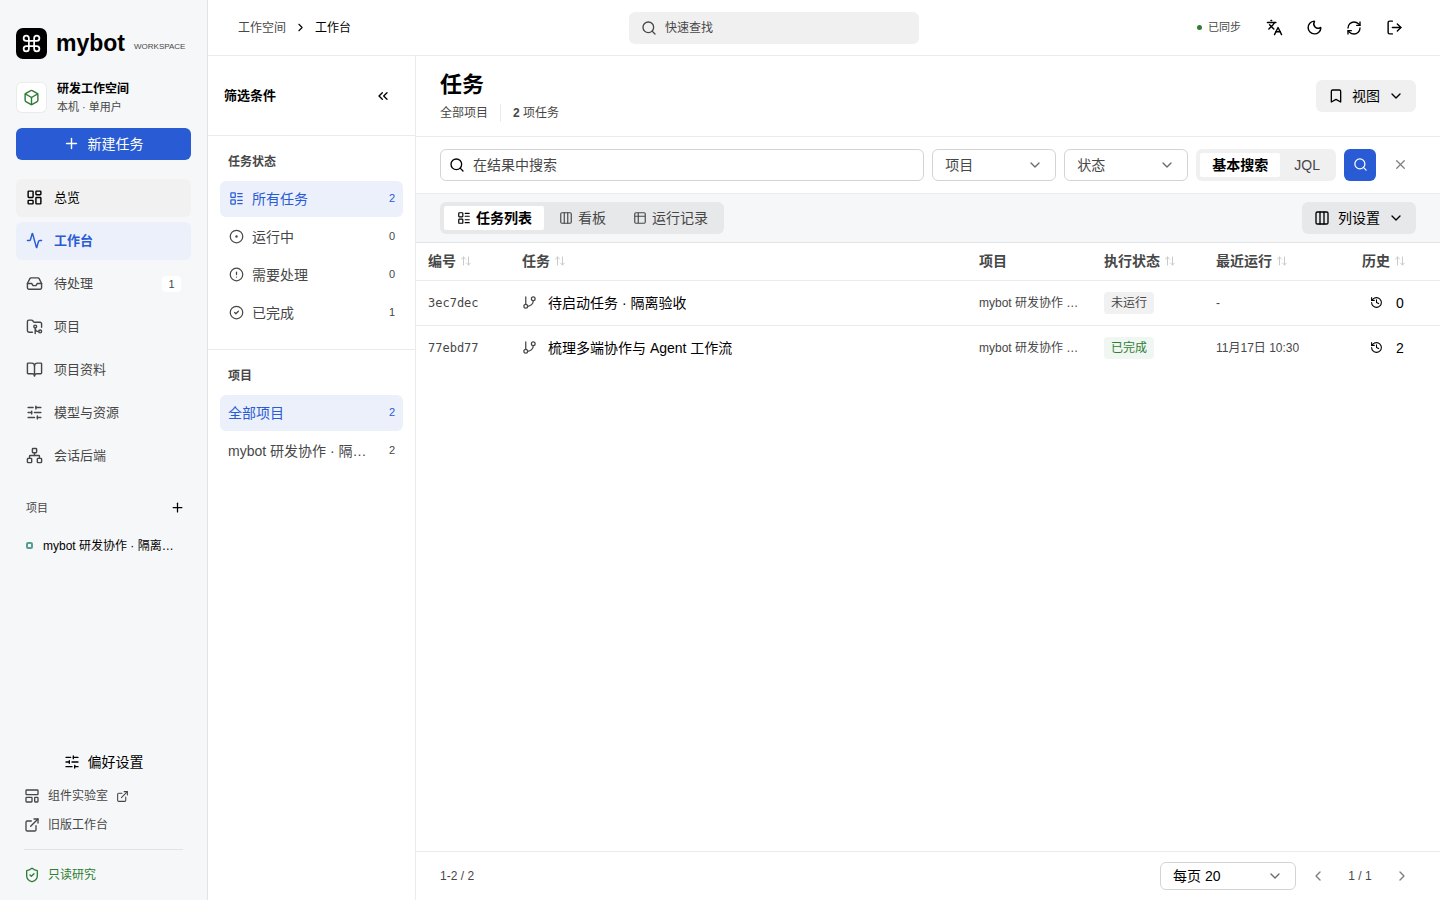 mybot WORKSPACE
研发工作空间
本机 · 单用户
新建任务
总览
工作台
待处理 1
项目
项目资料
模型与资源
会话后端
项目
mybot 研发协作 · 隔离…
偏好设置
组件实验室
旧版工作台
只读研究
工作空间 工作台
快速查找
已同步
筛选条件
任务状态
所有任务 2
运行中 0
需要处理 0
已完成 1
项目
全部项目 2
mybot 研发协作 · 隔… 2
任务
全部项目 2 项任务
视图
在结果中搜索 项目 状态 基本搜索 JQL
任务列表 看板 运行记录 列设置
编号 任务 项目 执行状态 最近运行 历史
3ec7dec 待启动任务 · 隔离验收 mybot 研发协作 … 未运行 - 0
77ebd77 梳理多端协作与 Agent 工作流 mybot 研发协作 … 已完成 11月17日 10:30 2
1-2 / 2 每页 20 1 / 1